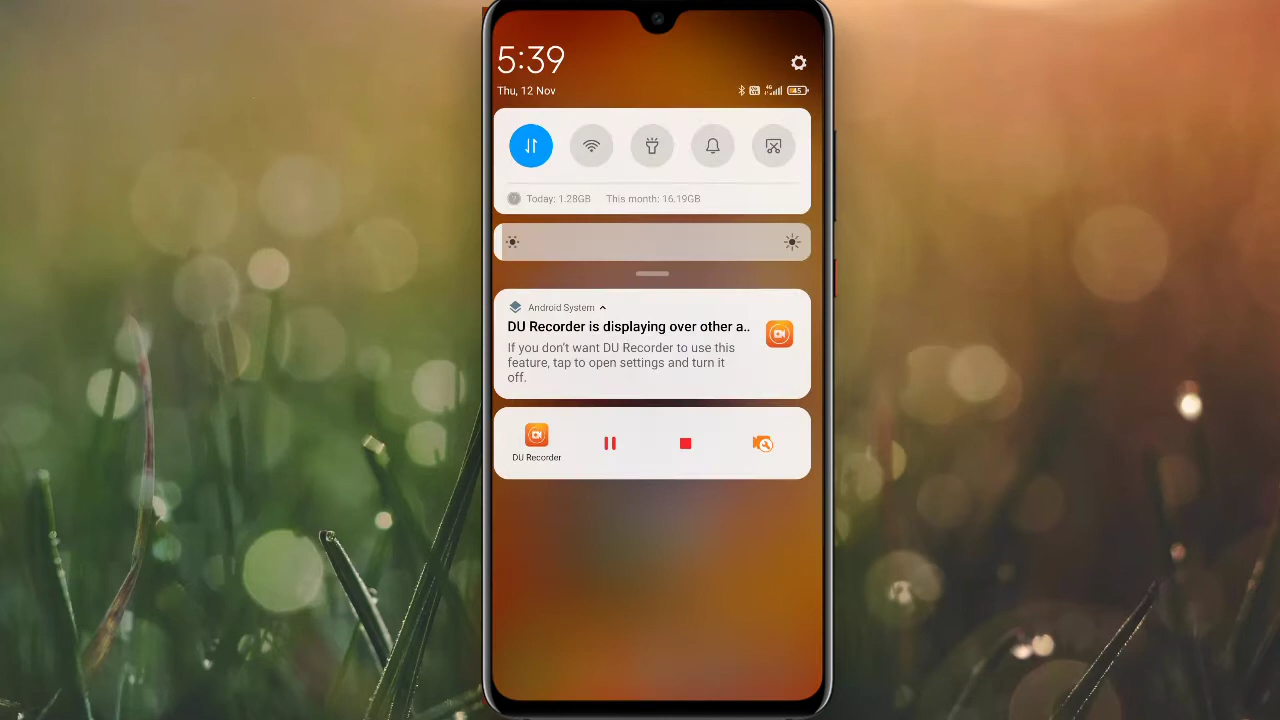 5:39
Thu, 12 Nov
4G
45
Today: 1.28GB This month: 16.19GB
Android System
DU Recorder is displaying over other a..
If you don't want DU Recorder to use this
feature, tap to open settings and turn it
off.
DU Recorder